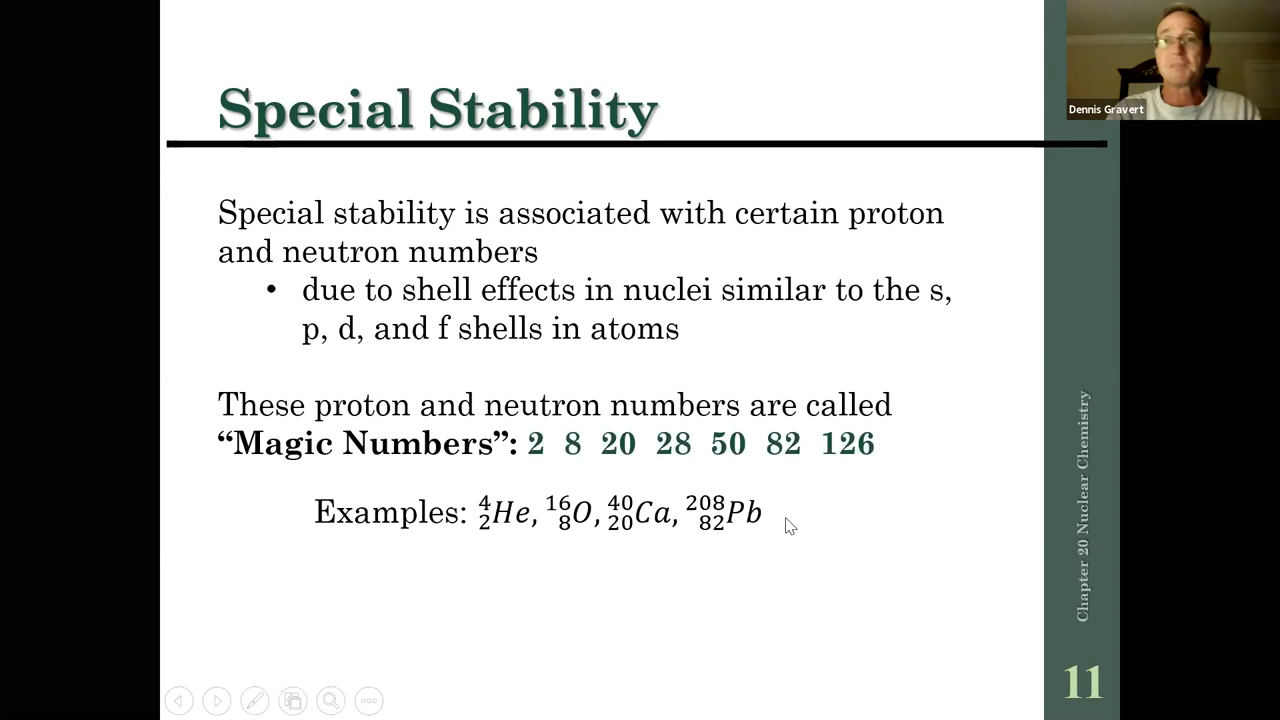 Special Stability
Dennis Gravert
Special stability is associated with certain proton
and neutron numbers
• due to shell effects in nuclei similar to the s,
p, d, and f shells in atoms
These proton and neutron numbers are called
“Magic Numbers”: 2 8 20 28 50 82 126
Examples: ⁴₂He, ¹⁶₈O, ⁴⁰₂₀Ca, ²⁰⁸₈₂Pb
Chapter 20 Nuclear Chemistry
11